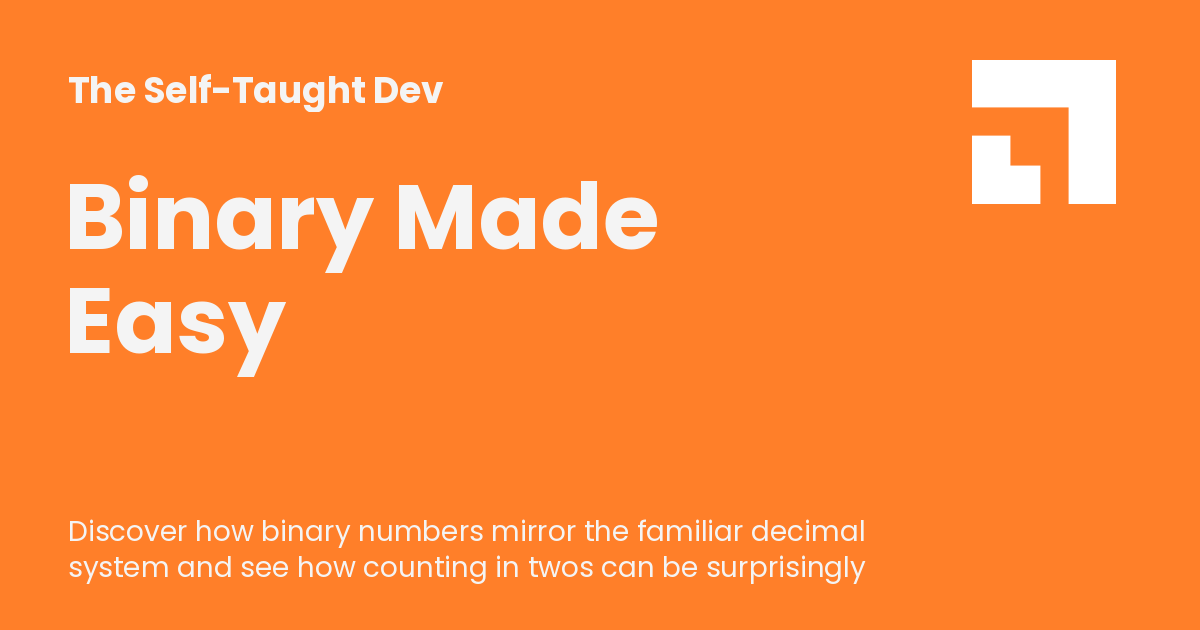 The Self-Taught Dev
Binary Made
Easy
Discover how binary numbers mirror the familiar decimal
system and see how counting in twos can be surprisingly